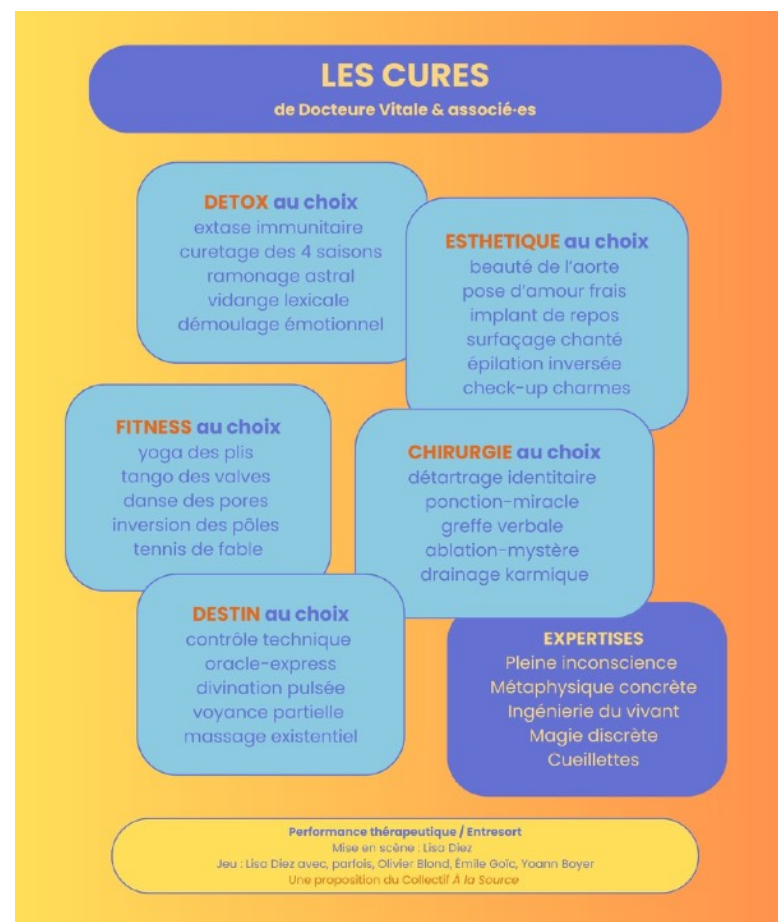 LES CURES
de Docteure Vitale & associé·es
DETOX au choix
extase immunitaire
curetage des 4 saisons
ramonage astral
vidange lexicale
démoulage émotionnel
ESTHETIQUE au choix
beauté de l'aorte
pose d'amour frais
implant de repos
surfaçage chanté
épilation inversée
check-up charmes
FITNESS au choix
yoga des plis
tango des valves
danse des pores
inversion des pôles
tennis de fable
CHIRURGIE au choix
détartrage identitaire
ponction-miracle
greffe verbale
ablation-mystère
drainage karmique
DESTIN au choix
contrôle technique
oracle-express
divination pulsée
voyance partielle
massage existentiel
EXPERTISES
Pleine inconscience
Métaphysique concrète
Ingénierie du vivant
Magie discrète
Cueillettes
Performance thérapeutique / Entresort
Mise en scène : Lisa Diez
Jeu : Lisa Diez avec, parfois, Olivier Blond, Émile Goïc, Yoann Boyer
Une proposition du Collectif À la Source